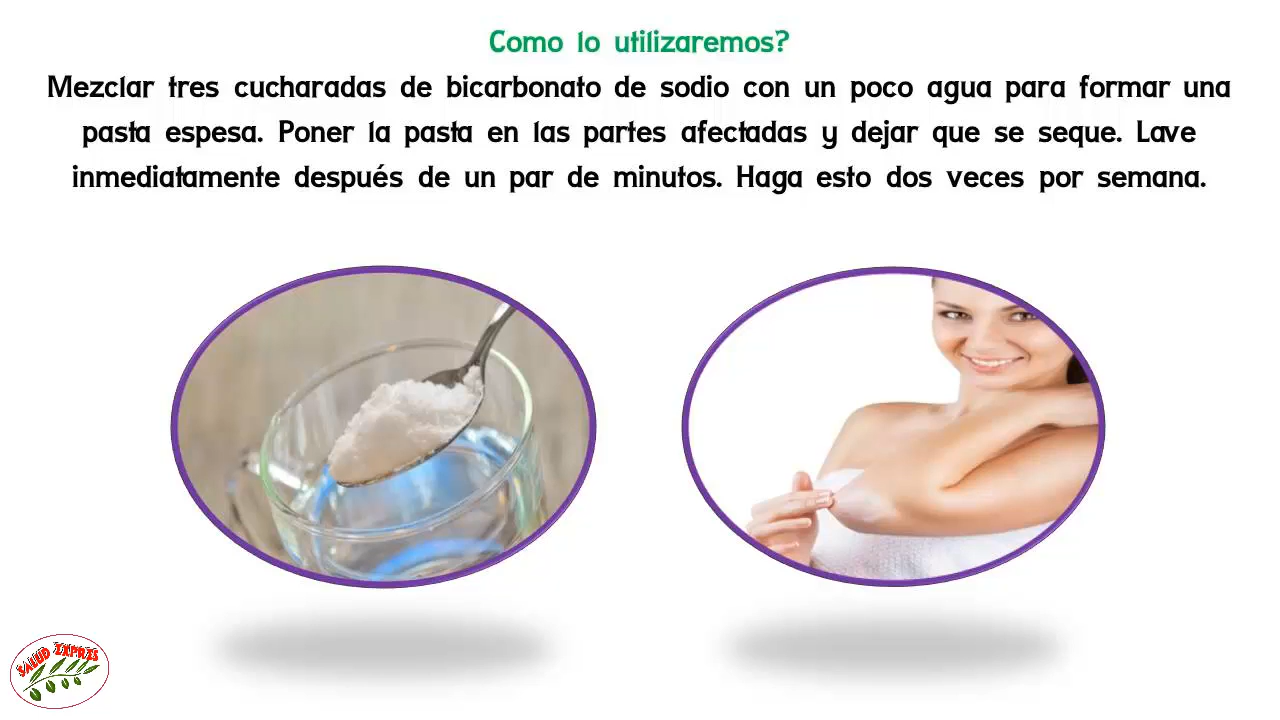 Como lo utilizaremos?
Mezclar tres cucharadas de bicarbonato de sodio con un poco agua para formar una
pasta espesa. Poner la pasta en las partes afectadas y dejar que se seque. Lave
inmediatamente después de un par de minutos. Haga esto dos veces por semana.
SALUD EXPRES